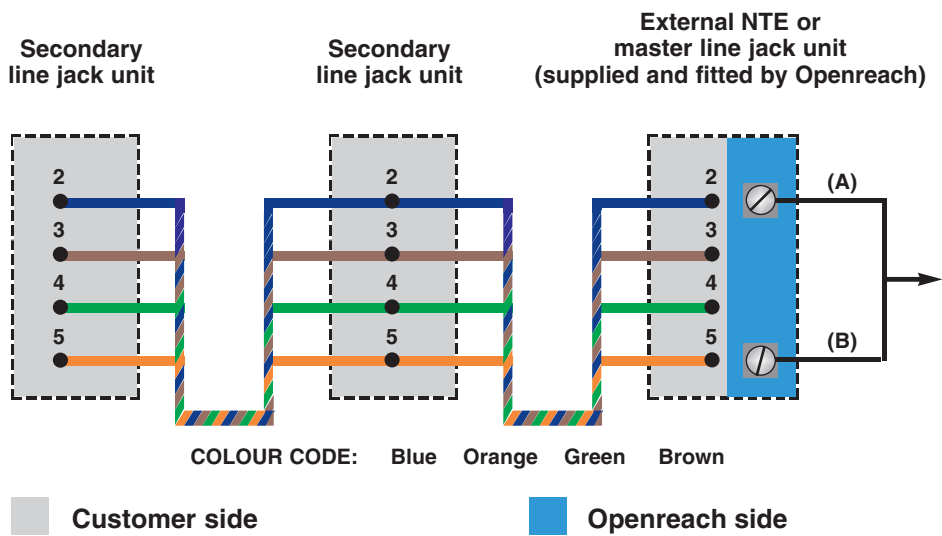 Secondary
line jack unit
Secondary
line jack unit
External NTE or
master line jack unit
(supplied and fitted by Openreach)
2
3
4
5
2
3
4
5
2
3
4
5
(A)
(B)
COLOUR CODE: Blue Orange Green Brown
Customer side
Openreach side